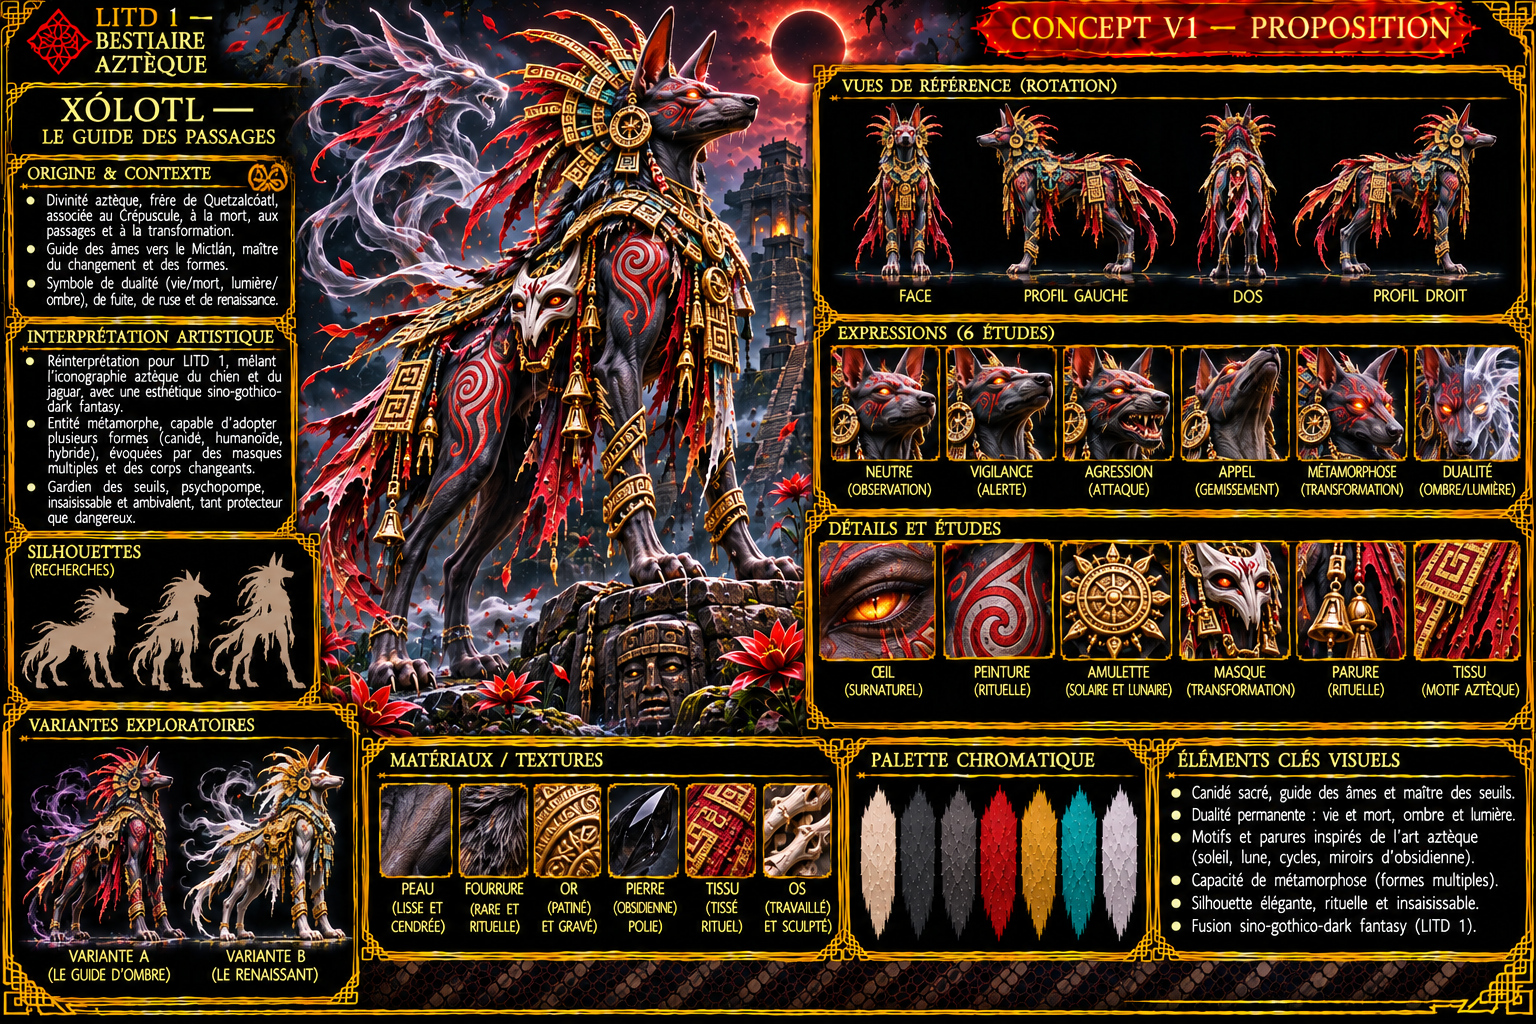 LITD 1 —
BESTIAIRE
AZTÈQUE
XÓLOTL —
LE GUIDE DES PASSAGES
ORIGINE & CONTEXTE
• Divinité aztèque, frère de Quetzalcóatl,
associée au Crépuscule, à la mort, aux
passages et à la transformation.
• Guide des âmes vers le Mictlán, maître
du changement et des formes.
• Symbole de dualité (vie/mort, lumière/
ombre), de fuite, de ruse et de renaissance.
INTERPRÉTATION ARTISTIQUE
• Réinterprétation pour LITD 1, mêlant
l'iconographie aztèque du chien et du
jaguar, avec une esthétique sino-gothico-
dark fantasy.
• Entité métamorphe, capable d'adopter
plusieurs formes (canidé, humanoïde,
hybride), évoquées par des masques
multiples et des corps changeants.
• Gardien des seuils, psychopompe,
insaisissable et ambivalent, tant protecteur
que dangereux.
SILHOUETTES
(RECHERCHES)
VARIANTES EXPLORATOIRES
VARIANTE A
(LE GUIDE D'OMBRE)
VARIANTE B
(LE RENAISSANT)
CONCEPT V1 — PROPOSITION
VUES DE RÉFÉRENCE (ROTATION)
FACE
PROFIL GAUCHE
DOS
PROFIL DROIT
EXPRESSIONS (6 ÉTUDES)
NEUTRE
(OBSERVATION)
VIGILANCE
(ALERTE)
AGRESSION
(ATTAQUE)
APPEL
(GEMISSEMENT)
MÉTAMORPHOSE
(TRANSFORMATION)
DUALITÉ
(OMBRE/LUMIÈRE)
DÉTAILS ET ÉTUDES
ŒIL
(SURNATUREL)
PEINTURE
(RITUELLE)
AMULETTE
(SOLAIRE ET LUNAIRE)
MASQUE
(TRANSFORMATION)
PARURE
(RITUELLE)
TISSU
(MOTIF AZTÈQUE)
MATÉRIAUX / TEXTURES
PEAU
(LISSE ET
CENDRÉE)
FOURRURE
(RARE ET
RITUELLE)
OR
(PATINÉ)
ET GRAVÉ)
PIERRE
(OBSIDIENNE)
POLIE)
TISSU
(TISSÉ
RITUEL)
OS
(TRAVAILLÉ)
ET SCULPTÉ)
PALETTE CHROMATIQUE
ÉLÉMENTS CLÉS VISUELS
• Canidé sacré, guide des âmes et maître des seuils.
• Dualité permanente : vie et mort, ombre et lumière.
• Motifs et parures inspirés de l'art aztèque
(soleil, lune, cycles, miroirs d'obsidienne).
• Capacité de métamorphose (formes multiples).
• Silhouette élégante, rituelle et insaisissable.
• Fusion sino-gothico-dark fantasy (LITD 1).